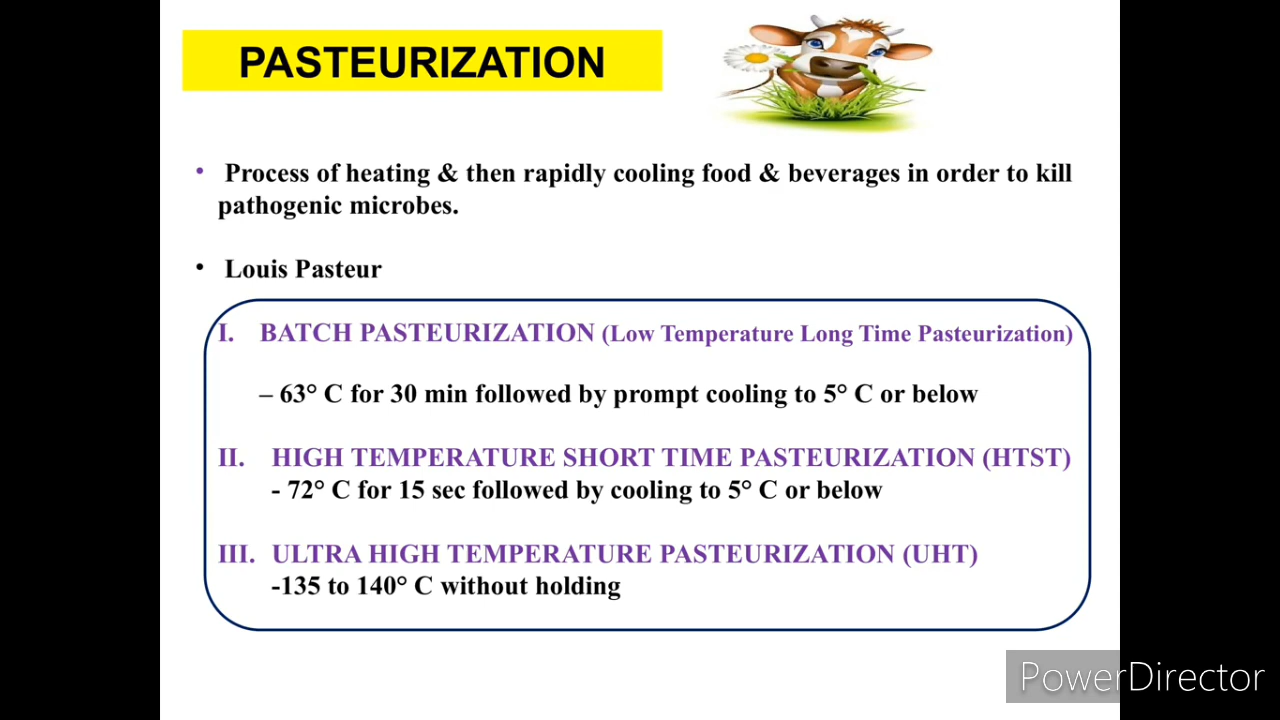 PASTEURIZATION
• Process of heating & then rapidly cooling food & beverages in order to kill
pathogenic microbes.
• Louis Pasteur
I. BATCH PASTEURIZATION (Low Temperature Long Time Pasteurization)
– 63° C for 30 min followed by prompt cooling to 5° C or below
II. HIGH TEMPERATURE SHORT TIME PASTEURIZATION (HTST)
- 72° C for 15 sec followed by cooling to 5° C or below
III. ULTRA HIGH TEMPERATURE PASTEURIZATION (UHT)
-135 to 140° C without holding
PowerDirector